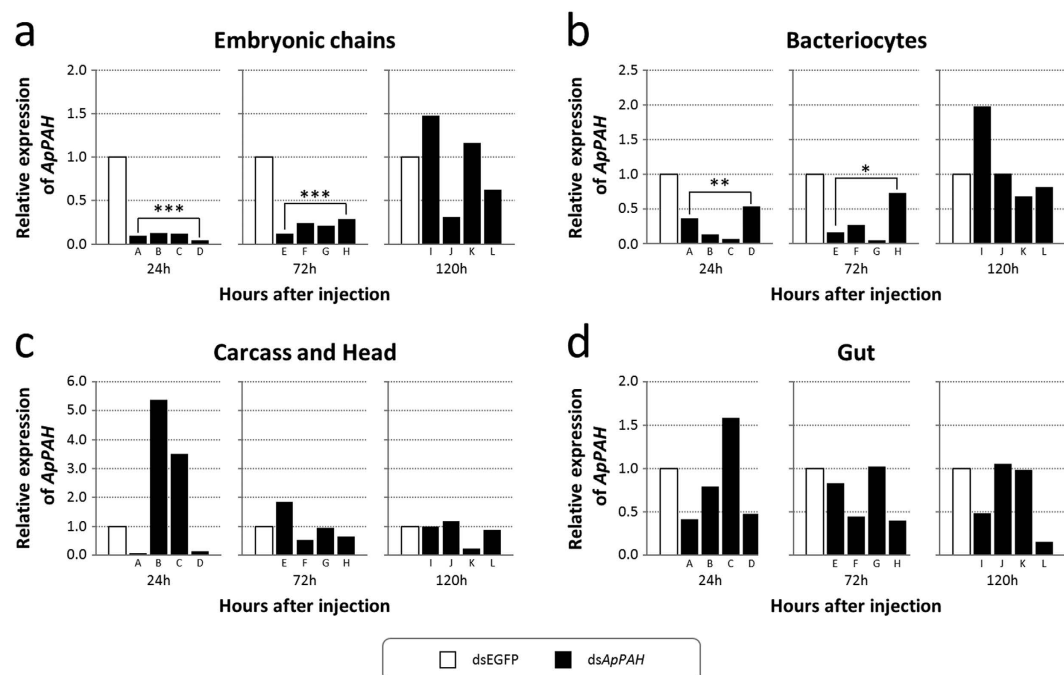 a
Embryonic chains
Relative expression
of ApPAH
2.0
1.5
1.0
0.5
0.0
***
A B C D
24h
***
E F G H
72h
I J K L
120h
Hours after injection
b
Bacteriocytes
Relative expression
of ApPAH
2.5
2.0
1.5
1.0
0.5
0.0
**
A B C D
24h
*
E F G H
72h
I J K L
120h
Hours after injection
c
Carcass and Head
Relative expression
of ApPAH
6.0
5.0
4.0
3.0
2.0
1.0
0.0
A B C D
24h
E F G H
72h
I J K L
120h
Hours after injection
d
Gut
Relative expression
of ApPAH
2.0
1.5
1.0
0.5
0.0
A B C D
24h
E F G H
72h
I J K L
120h
Hours after injection
dsEGFP dsApPAH